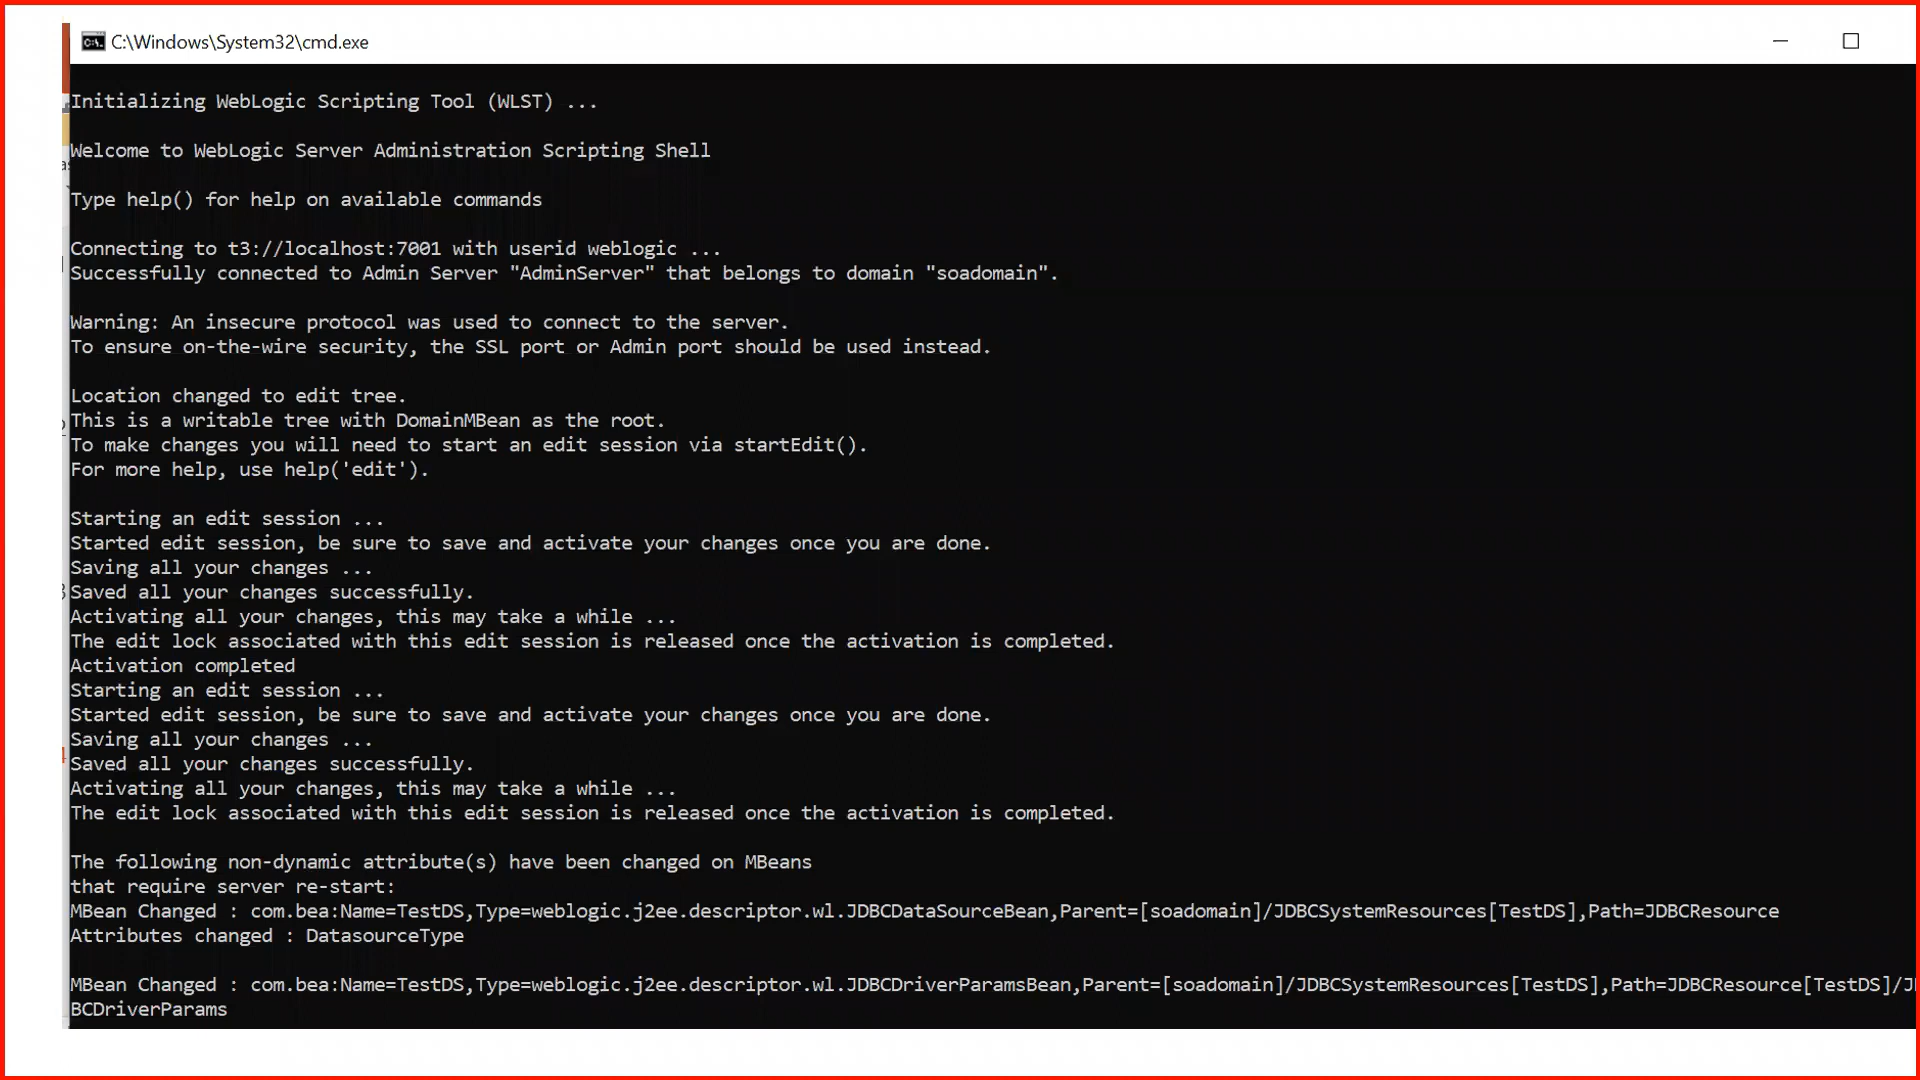 C:\Windows\System32\cmd.exe
Initializing WebLogic Scripting Tool (WLST) ...
Welcome to WebLogic Server Administration Scripting Shell
Type help() for help on available commands
Connecting to t3://localhost:7001 with userid weblogic ...
Successfully connected to Admin Server "AdminServer" that belongs to domain "soadomain".
Warning: An insecure protocol was used to connect to the server.
To ensure on-the-wire security, the SSL port or Admin port should be used instead.
Location changed to edit tree.
This is a writable tree with DomainMBean as the root.
To make changes you will need to start an edit session via startEdit().
For more help, use help('edit').
Starting an edit session ...
Started edit session, be sure to save and activate your changes once you are done.
Saving all your changes ...
Saved all your changes successfully.
Activating all your changes, this may take a while ...
The edit lock associated with this edit session is released once the activation is completed.
Activation completed
Starting an edit session ...
Started edit session, be sure to save and activate your changes once you are done.
Saving all your changes ...
Saved all your changes successfully.
Activating all your changes, this may take a while ...
The edit lock associated with this edit session is released once the activation is completed.
The following non-dynamic attribute(s) have been changed on MBeans
that require server re-start:
MBean Changed : com.bea:Name=TestDS,Type=weblogic.j2ee.descriptor.wl.JDBCDataSourceBean,Parent=[soadomain]/JDBCSystemResources[TestDS],Path=JDBCResource
Attributes changed : DatasourceType
MBean Changed : com.bea:Name=TestDS,Type=weblogic.j2ee.descriptor.wl.JDBCDriverParamsBean,Parent=[soadomain]/JDBCSystemResources[TestDS],Path=JDBCResource[TestDS]/JD
BCDriverParams